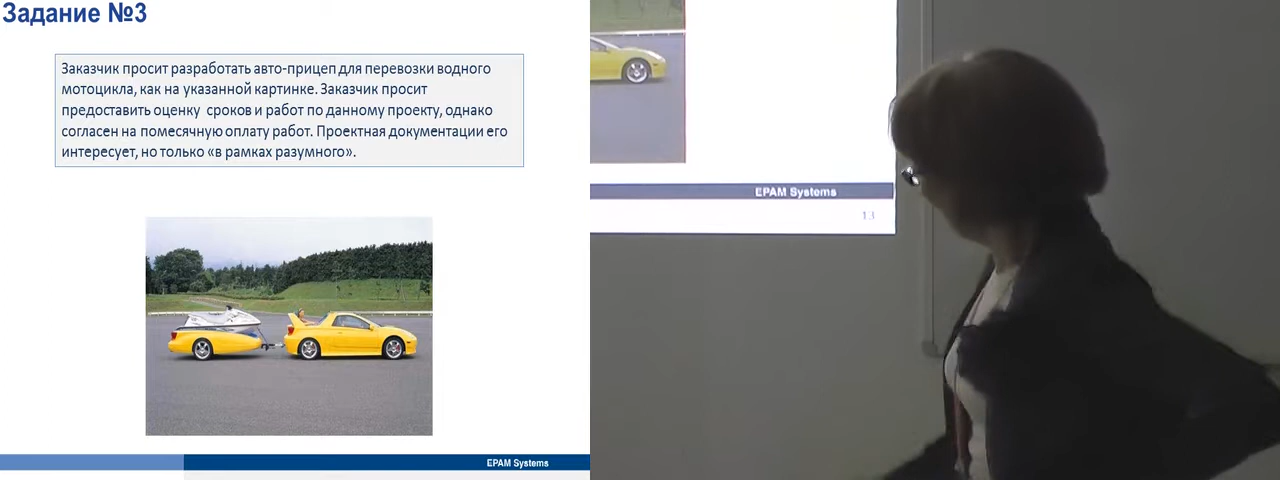 Задание №3
Заказчик просит разработать авто-прицеп для перевозки водного
мотоцикла, как на указанной картинке. Заказчик просит
предоставить оценку сроков и работ по данному проекту, однако
согласен на помесячную оплату работ. Проектная документации его
интересует, но только «в рамках разумного».
EPAM Systems
EPAM Systems
13